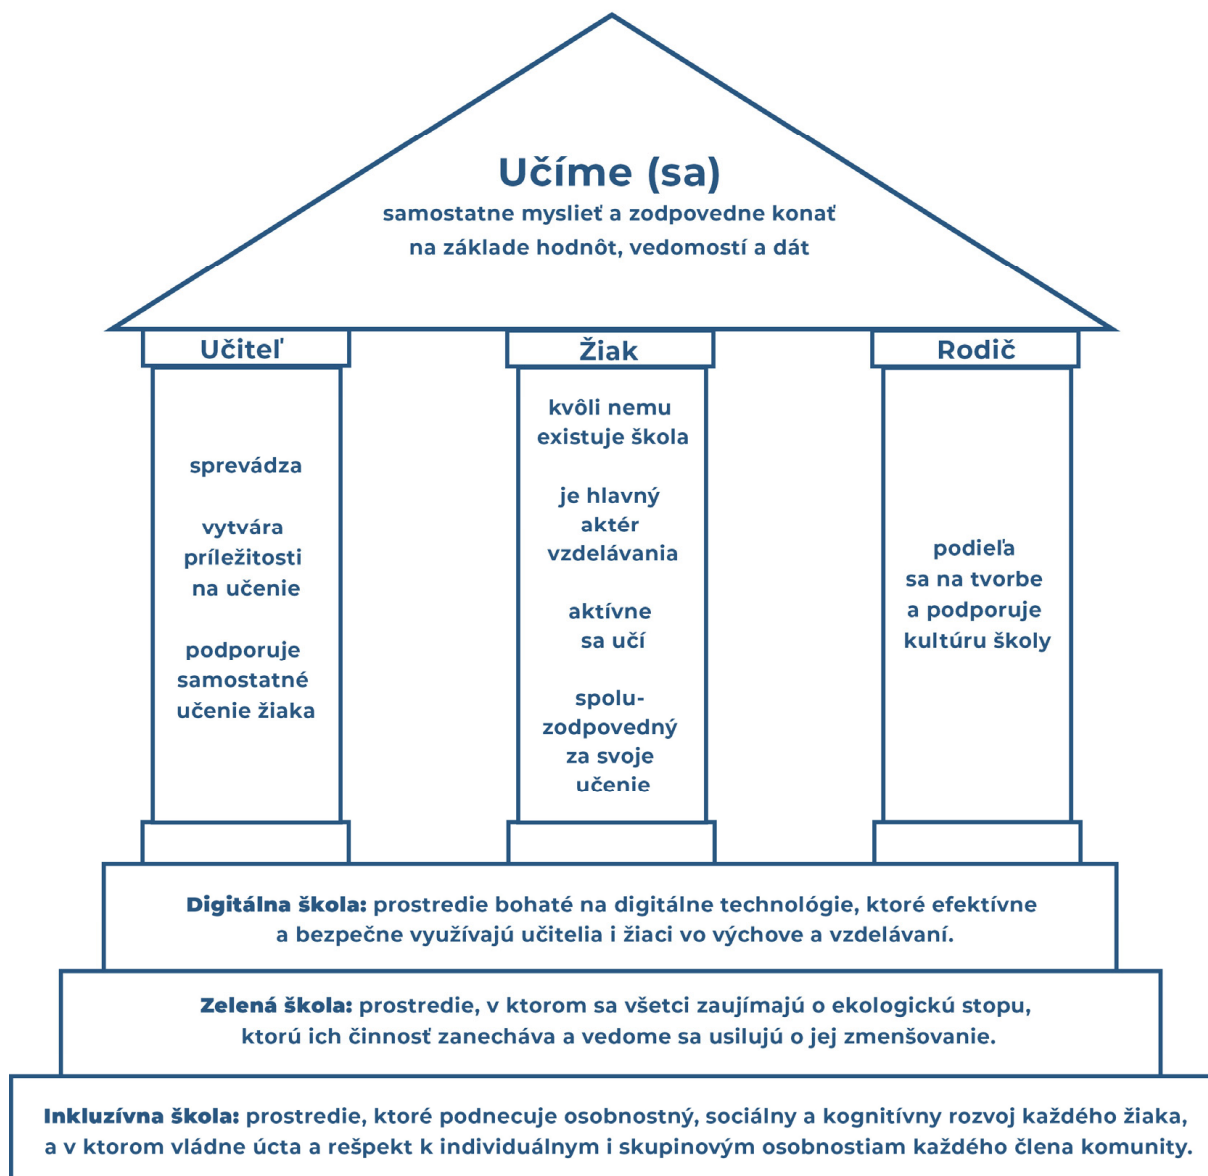 Učíme (sa)
samostatne myslieť a zodpovedne konať
na základe hodnôt, vedomostí a dát
Učiteľ
sprevádza
vytvára
príležitosti
na učenie
podporuje
samostatné
učenie žiaka
Žiak
kvôli nemu
existuje škola
je hlavný
aktér
vzdelávania
aktívne
sa učí
spolu-
zodpovedný
za svoje
učenie
Rodič
podieľa
sa na tvorbe
a podporuje
kultúru školy
Digitálna škola: prostredie bohaté na digitálne technológie, ktoré efektívne
a bezpečne využívajú učitelia i žiaci vo výchove a vzdelávaní.
Zelená škola: prostredie, v ktorom sa všetci zaujímajú o ekologickú stopu,
ktorú ich činnosť zanecháva a vedome sa usilujú o jej zmenšovanie.
Inkluzívna škola: prostredie, ktoré podnecuje osobnostný, sociálny a kognitívny rozvoj každého žiaka,
a v ktorom vládne úcta a rešpekt k individuálnym i skupinovým osobnostiam každého člena komunity.